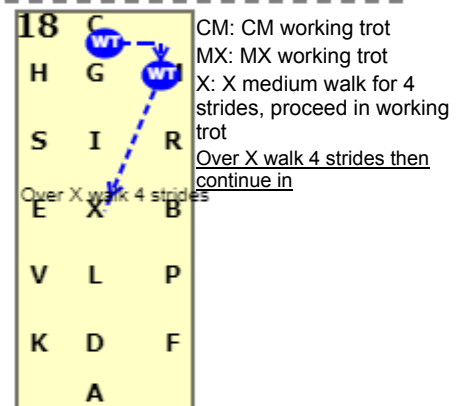 18 C
WT
H G WT
S I R
Over X walk 4 strides
E X B
V L P
K D F
A
CM: CM working trot
MX: MX working trot
X: X medium walk for 4
strides, proceed in working
trot
Over X walk 4 strides then
continue in